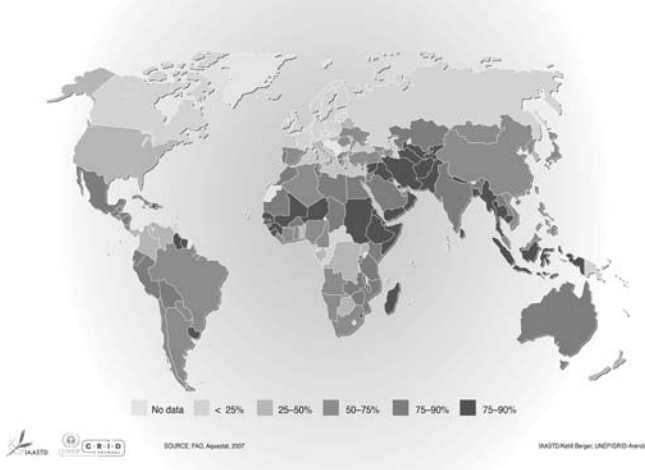 No data < 25% 25–50% 50–75% 75–90% 75–90%
IAASTD
UNEP
G R I D
SOURCE: FAO, Aquastat, 2007
IAASTD/Ketill Berger, UNEP/GRID-Arendal